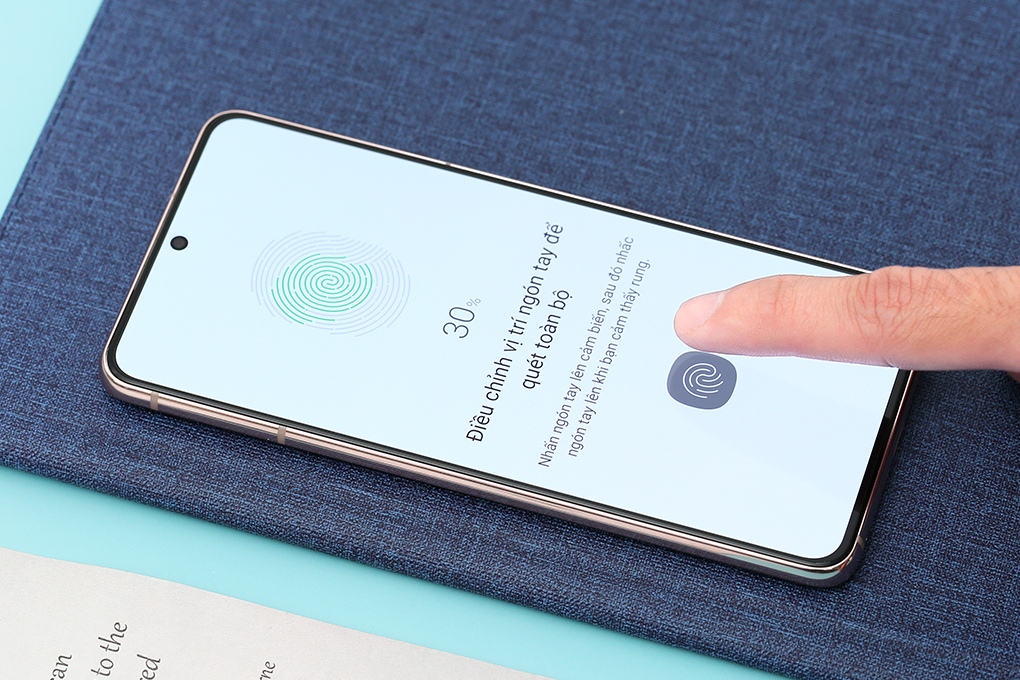 30%
Điều chỉnh vị trí ngón tay để
quét toàn bộ
Nhấn ngón tay lên cảm biến, sau đó nhấc
ngón tay lên khi bạn cảm thấy rung.
to the